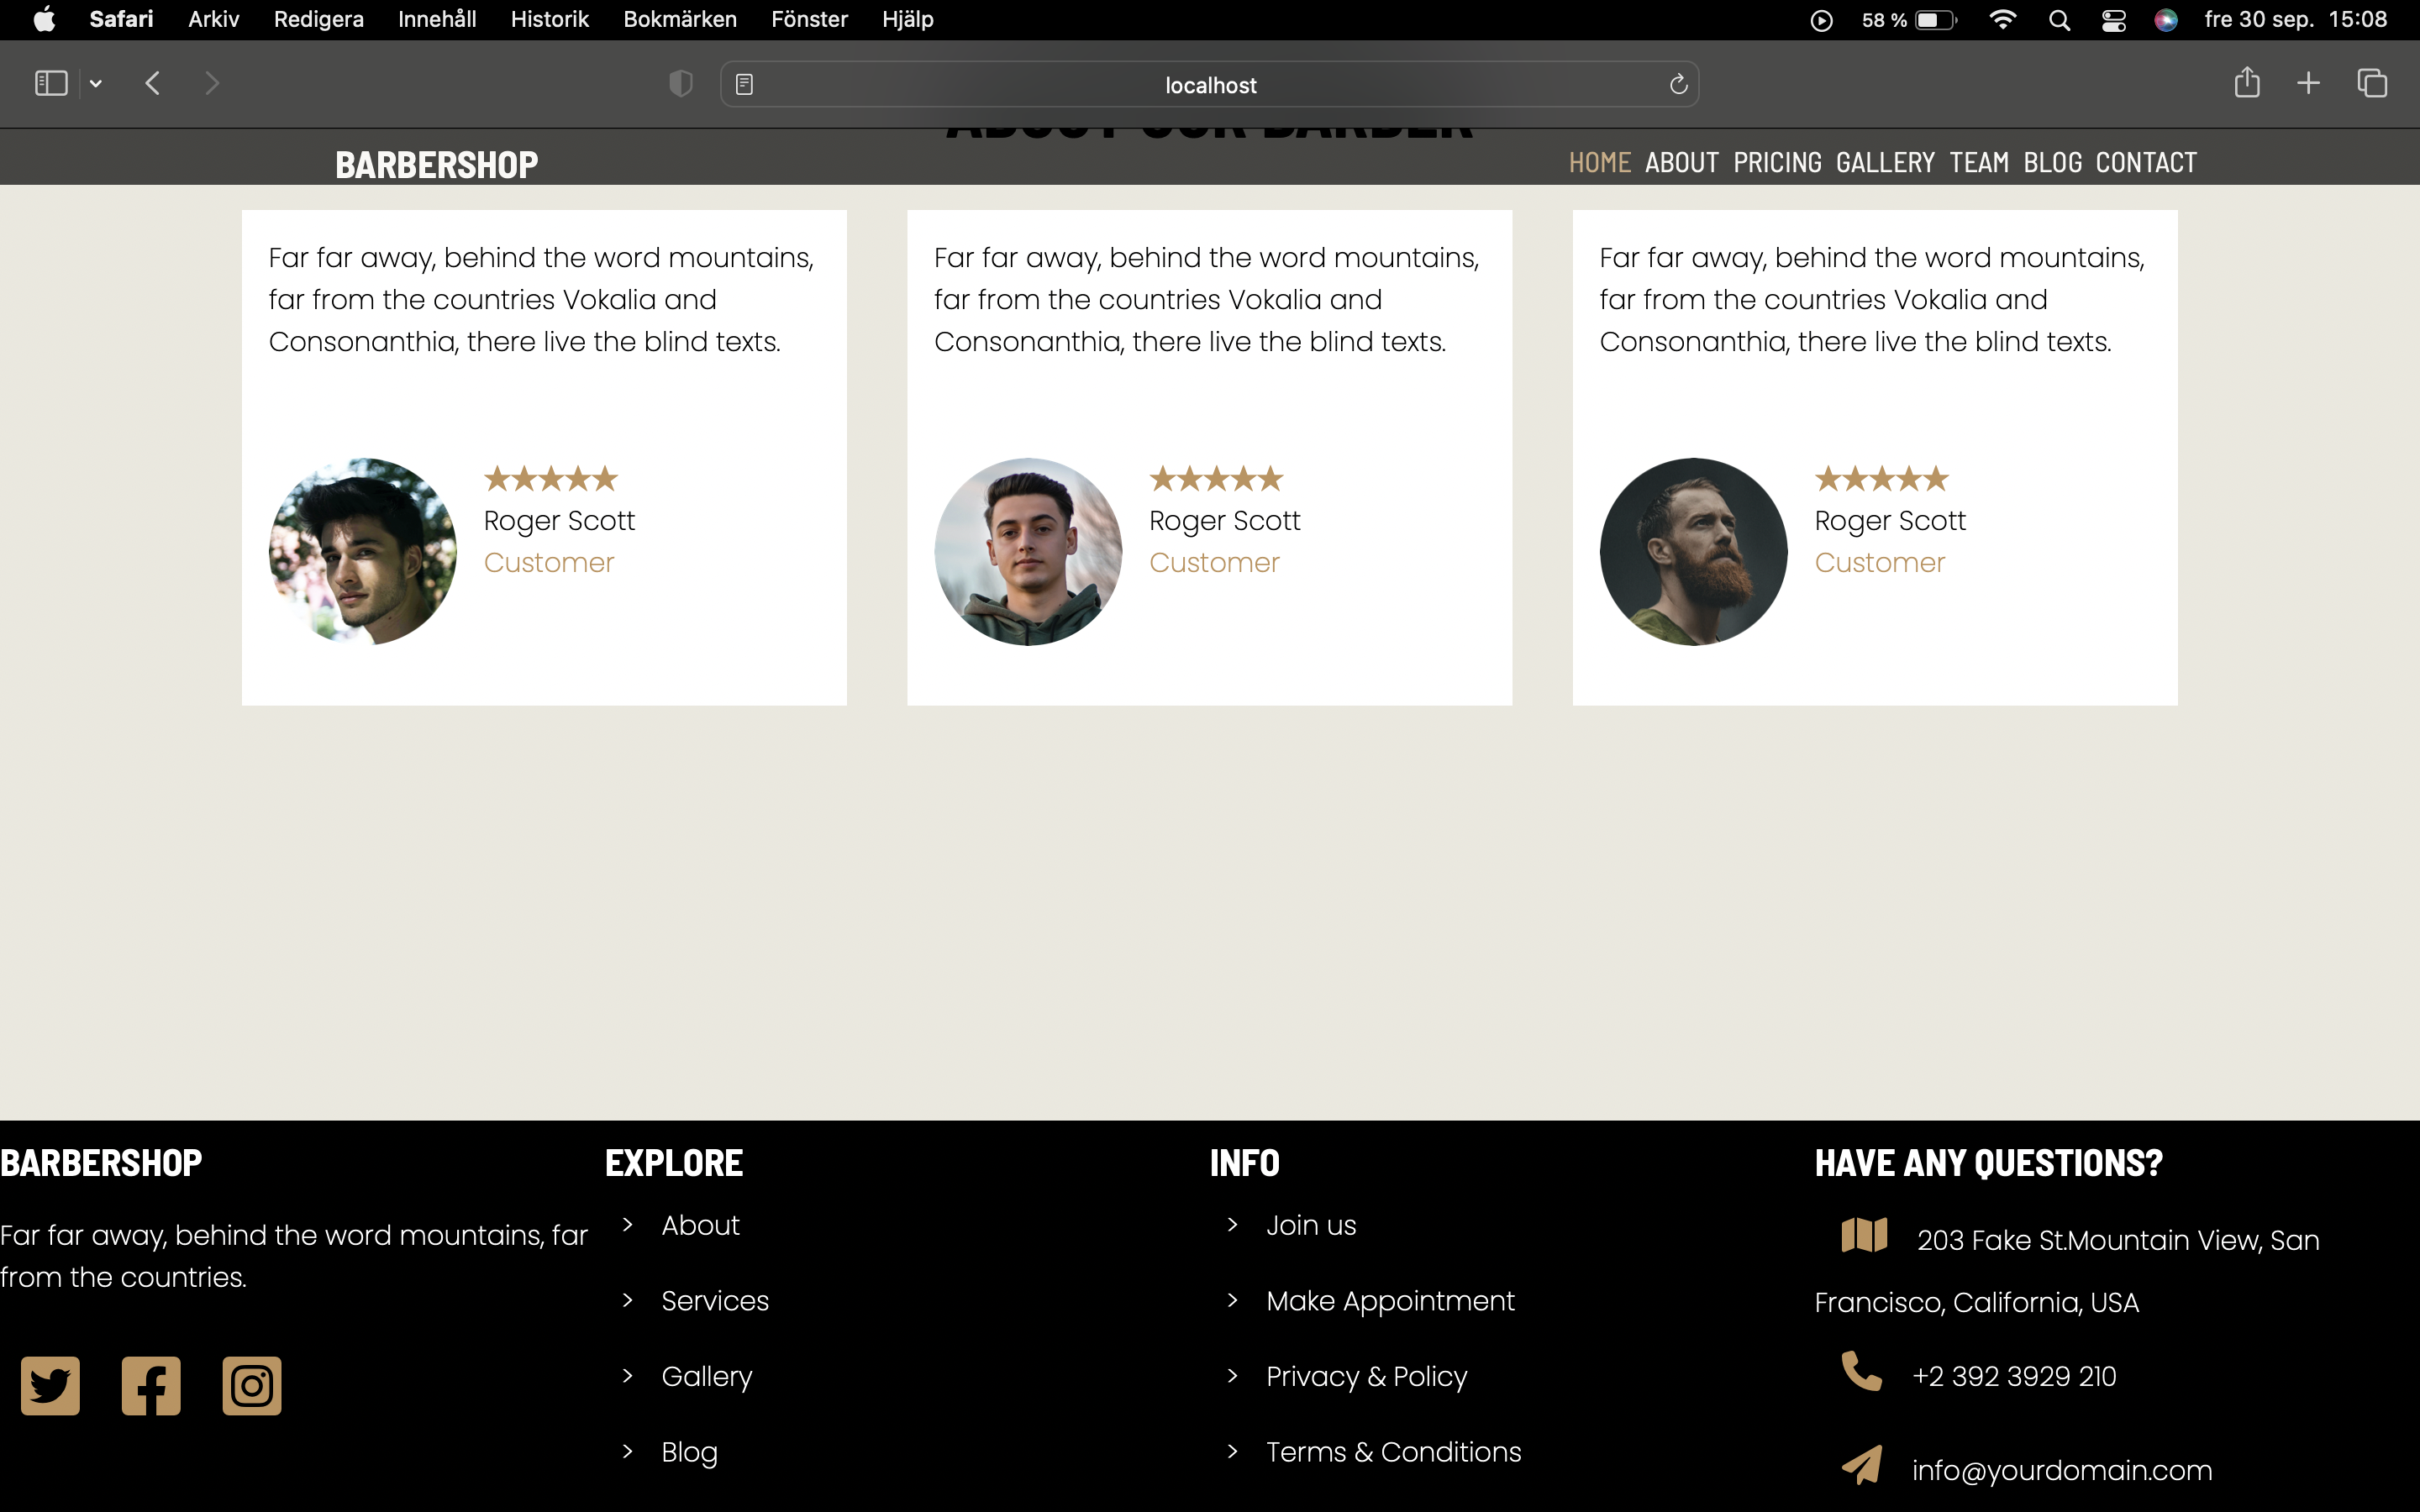 Safari Arkiv Redigera Innehåll Historik Bokmärken Fönster Hjälp 58 % fre 30 sep. 15:08
localhost
ABOUT OUR BARBER
BARBERSHOP HOME ABOUT PRICING GALLERY TEAM BLOG CONTACT
Far far away, behind the word mountains,
far from the countries Vokalia and
Consonanthia, there live the blind texts.
Roger Scott
Customer
Far far away, behind the word mountains,
far from the countries Vokalia and
Consonanthia, there live the blind texts.
Roger Scott
Customer
Far far away, behind the word mountains,
far from the countries Vokalia and
Consonanthia, there live the blind texts.
Roger Scott
Customer
BARBERSHOP
Far far away, behind the word mountains, far
from the countries.
EXPLORE
About
Services
Gallery
Blog
INFO
Join us
Make Appointment
Privacy & Policy
Terms & Conditions
HAVE ANY QUESTIONS?
203 Fake St.Mountain View, San
Francisco, California, USA
+2 392 3929 210
info@yourdomain.com